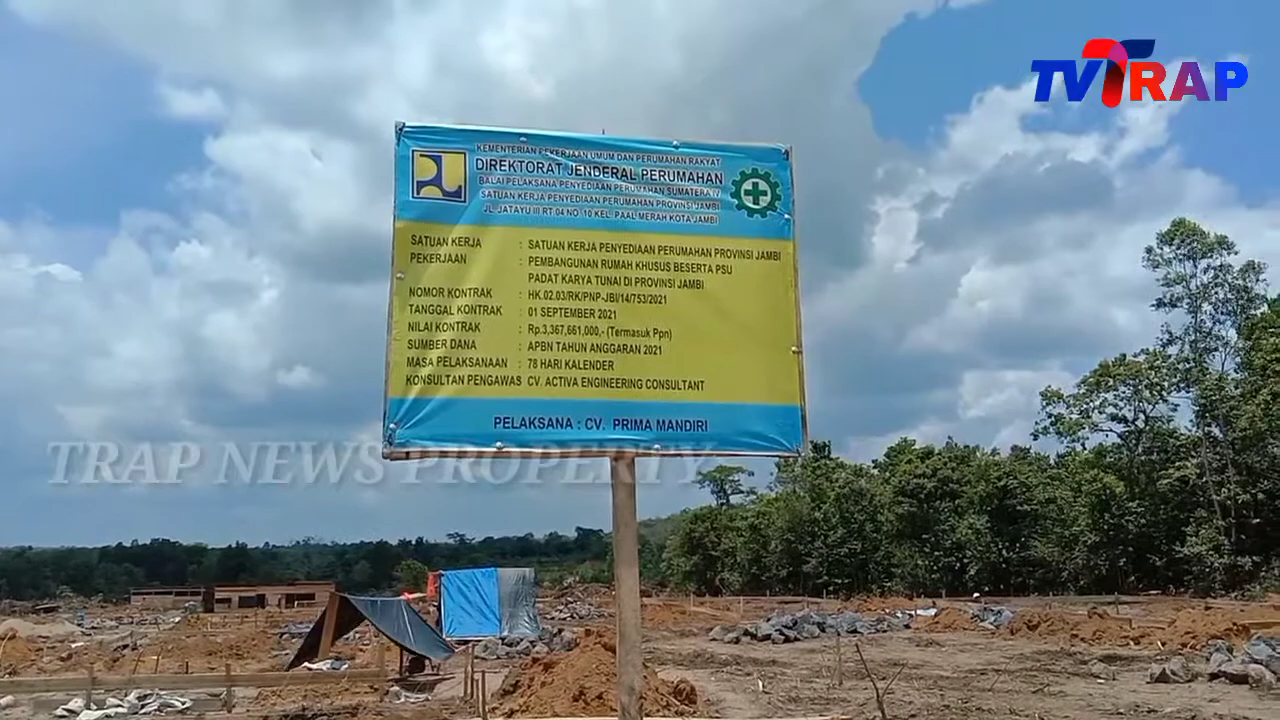 TVTRAP
KEMENTERIAN PEKERJAAN UMUM DAN PERUMAHAN RAKYAT
DIREKTORAT JENDERAL PERUMAHAN
BALAI PELAKSANA PENYEDIAAN PERUMAHAN SUMATERA IV
SATUAN KERJA PENYEDIAAN PERUMAHAN PROVINSI JAMBI
JL. JATAYU III RT 04 NO. 10 KEL. PAAL MERAH KOTA JAMBI
SATUAN KERJA : SATUAN KERJA PENYEDIAAN PERUMAHAN PROVINSI JAMBI
PEKERJAAN : PEMBANGUNAN RUMAH KHUSUS BESERTA PSU
PADAT KARYA TUNAI DI PROVINSI JAMBI
NOMOR KONTRAK : HK.02.03/RK/PNP-JBI/14/753/2021
TANGGAL KONTRAK : 01 SEPTEMBER 2021
NILAI KONTRAK : Rp.3,367,661,000,- (Termasuk Ppn)
SUMBER DANA : APBN TAHUN ANGGARAN 2021
MASA PELAKSANAAN : 78 HARI KALENDER
KONSULTAN PENGAWAS CV. ACTIVA ENGINEERING CONSULTANT
PELAKSANA : CV. PRIMA MANDIRI
TRAP NEWS PROPERTY